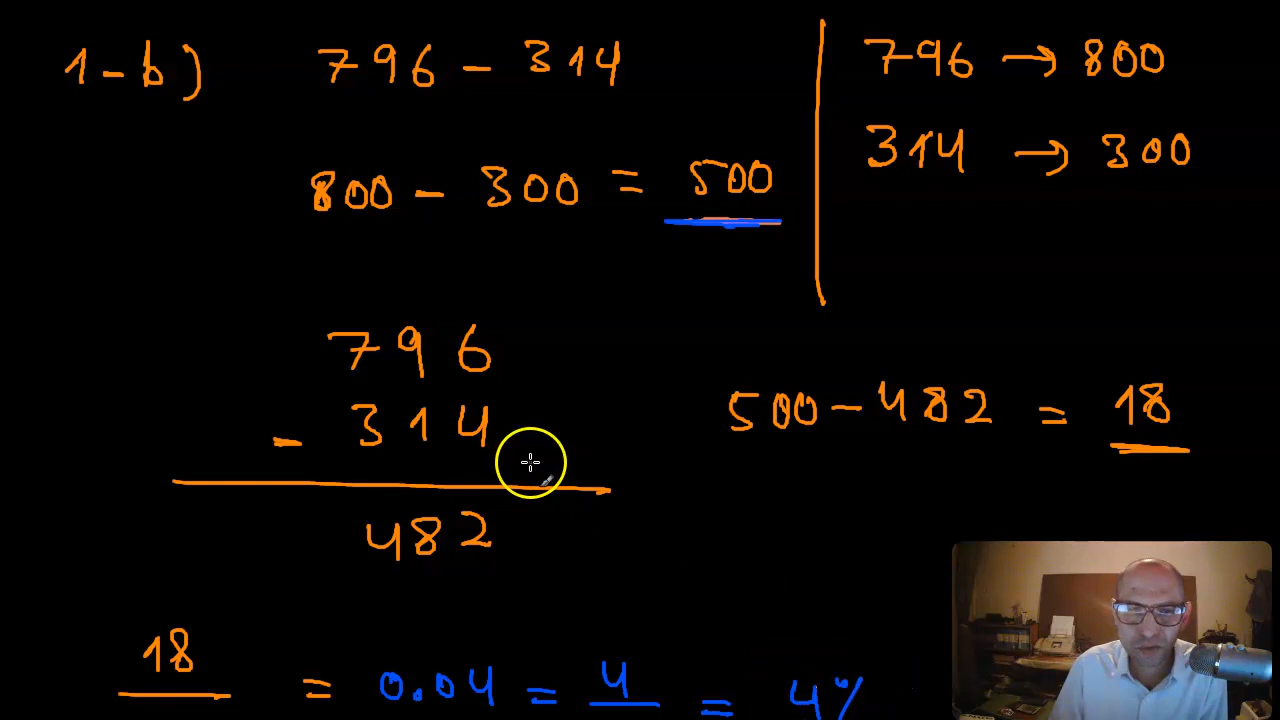 1-b) 796 - 314
800 - 300 = 500
796 → 800
314 → 300
796
- 314
482
500 - 482 = 18
18 = 0.04 = 4 = 4%